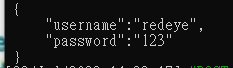 {
"username":"redeye",
"password":"123"
}